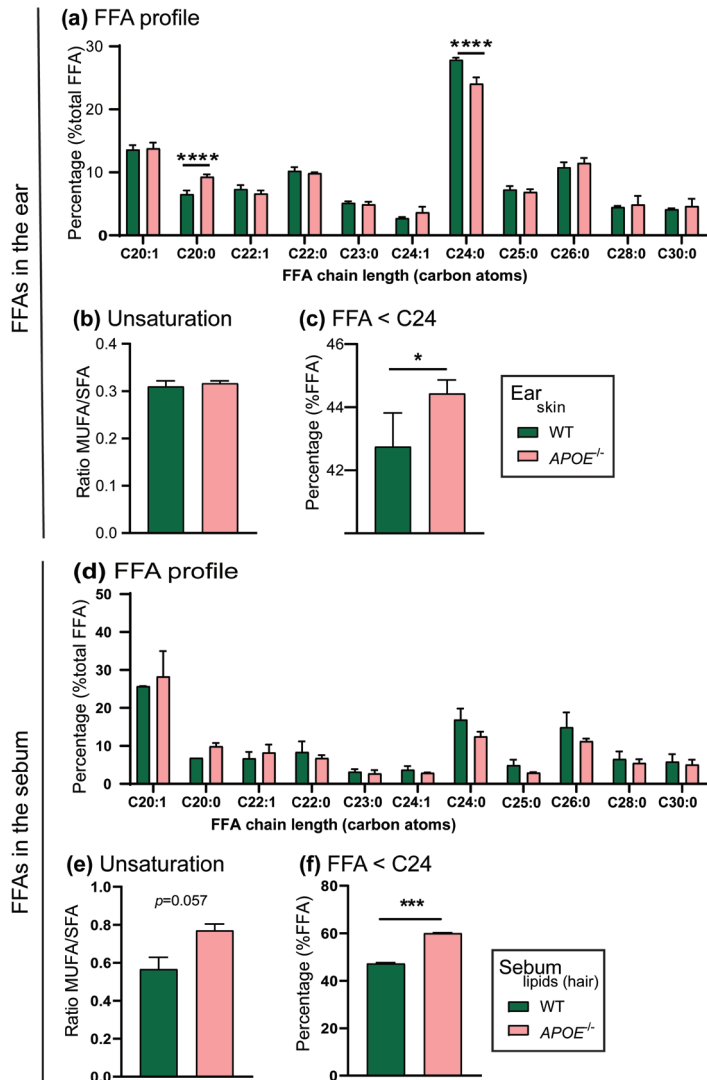 FFAs in the ear
(a) FFA profile
Percentage (%total FFA)
30
20
10
0
****
****
C20:1 C20:0 C22:1 C22:0 C23:0 C24:1 C24:0 C25:0 C26:0 C28:0 C30:0
FFA chain length (carbon atoms)
(b) Unsaturation
Ratio MUFA/SFA
0.4
0.3
0.2
0.1
0.0
(c) FFA < C24
Percentage (%FFA)
46
44
42
*
Ear
skin
WT
APOE-/-
FFAs in the sebum
(d) FFA profile
Percentage (%total FFA)
50
40
30
20
10
0
C20:1 C20:0 C22:1 C22:0 C23:0 C24:1 C24:0 C25:0 C26:0 C28:0 C30:0
FFA chain length (carbon atoms)
(e) Unsaturation
Ratio MUFA/SFA
1.0
0.8
0.6
0.4
0.2
0.0
p=0.057
(f) FFA < C24
Percentage (%FFA)
80
60
40
20
0
***
Sebum
lipids (hair)
WT
APOE-/-